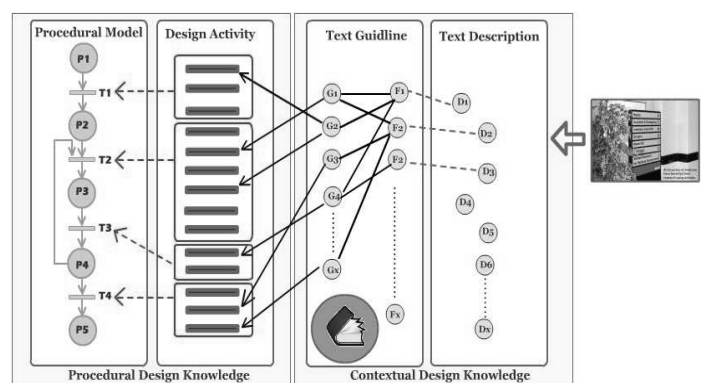 Procedural Model
Design Activity
Text Guidline
Text Description
P1
T1
P2
T2
P3
T3
P4
T4
P5
G1
G2
G3
G4
Gx
F1
F2
F2
Fx
D1
D2
D3
D4
D5
D6
Dx
Procedural Design Knowledge
Contextual Design Knowledge